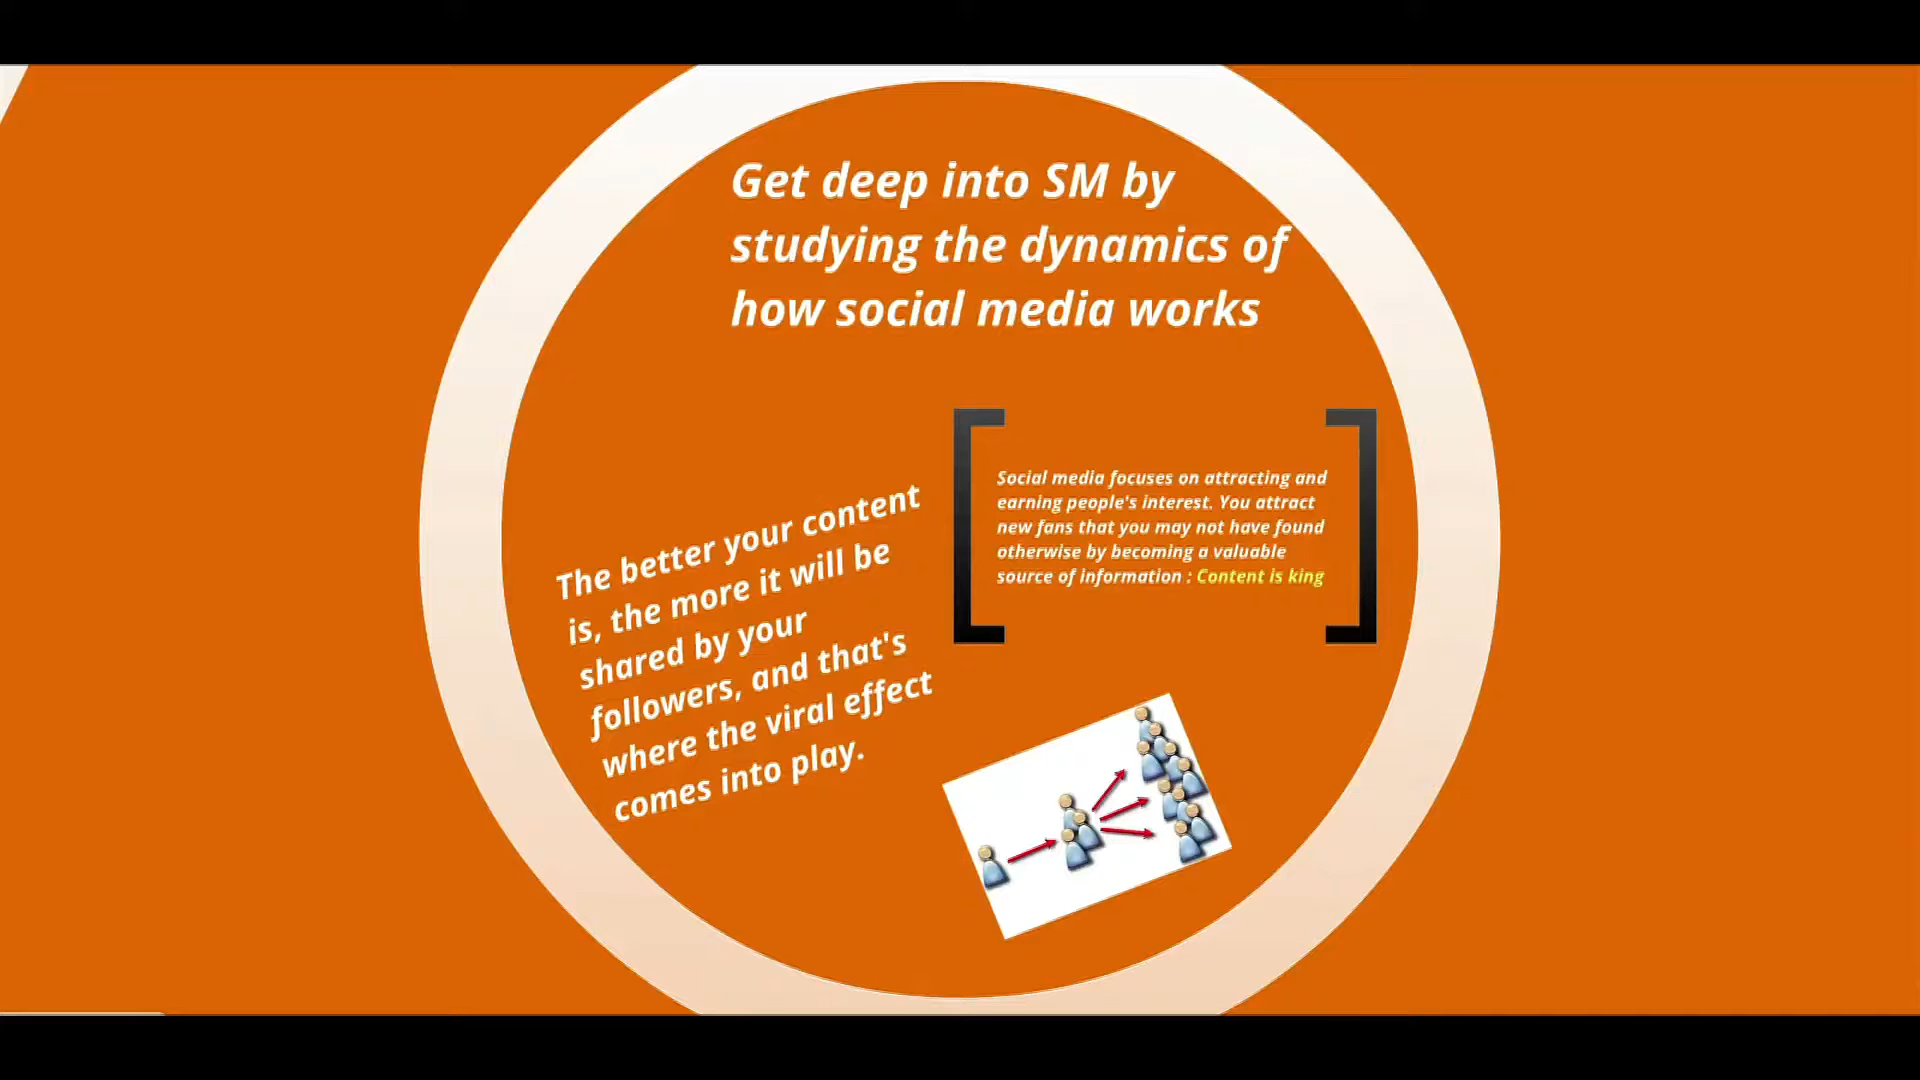 Get deep into SM by
studying the dynamics of
how social media works
Social media focuses on attracting and
earning people's interest. You attract
new fans that you may not have found
otherwise by becoming a valuable
source of information : Content is king
The better your content
is, the more it will be
shared by your
followers, and that's
where the viral effect
comes into play.